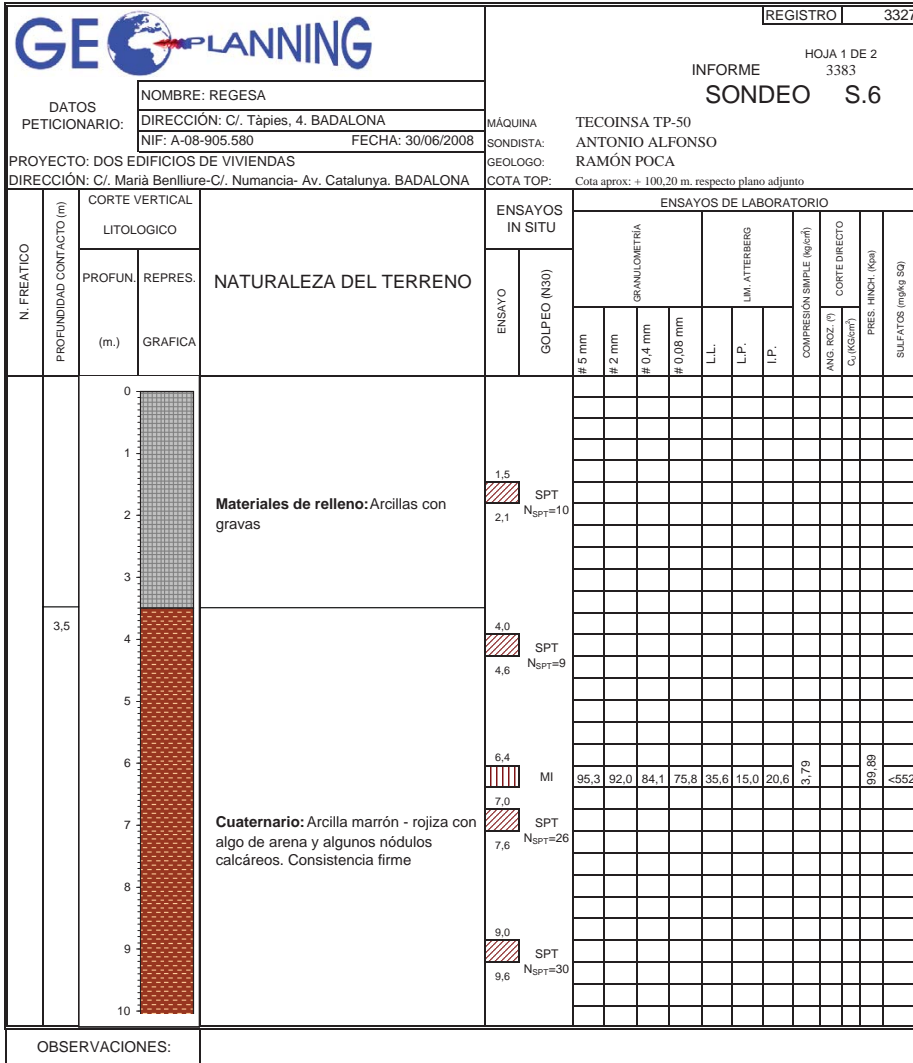 GEOPLANNING
REGISTRO 3327
HOJA 1 DE 2
INFORME 3383
SONDEO S.6
DATOS PETICIONARIO:
NOMBRE: REGESA
DIRECCIÓN: C/. Tàpies, 4. BADALONA
NIF: A-08-905.580 FECHA: 30/06/2008
PROYECTO: DOS EDIFICIOS DE VIVIENDAS
DIRECCIÓN: C/. Marià Benlliure-C/. Numancia- Av. Catalunya. BADALONA
MÁQUINA TECOINSA TP-50
SONDISTA: ANTONIO ALFONSO
GEOLOGO: RAMÓN POCA
COTA TOP: Cota aprox: + 100,20 m. respecto plano adjunto
N. FREATICO
PROFUNDIDAD CONTACTO (m)
CORTE VERTICAL
LITOLOGICO
PROFUN.
(m.)
REPRES.
GRAFICA
NATURALEZA DEL TERRENO
ENSAYOS
IN SITU
ENSAYO
GOLPEO (N30)
ENSAYOS DE LABORATORIO
GRANULOMETRÍA
# 5 mm
# 2 mm
# 0,4 mm
# 0,08 mm
LIM. ATTERBERG
L.L.
L.P.
I.P.
COMPRESIÓN SIMPLE (kg/cm²)
CORTE DIRECTO
ANG. ROZ. (º)
Cu (KG/cm²)
PRES. HINCH. (Kpa)
SULFATOS (mg/kg SQ)
0
1
1,5
Materiales de relleno: Arcillas con
gravas
SPT
NSPT=10
2
2,1
3
3,5
4
4,0
SPT
NSPT=9
4,6
5
6
6,4
MI 95,3 92,0 84,1 75,8 35,6 15,0 20,6 3,79 99,89 <552
7,0
7
Cuaternario: Arcilla marrón - rojiza con
algo de arena y algunos nódulos
calcáreos. Consistencia firme
SPT
NSPT=26
7,6
8
9
9,0
SPT
NSPT=30
9,6
10
OBSERVACIONES: